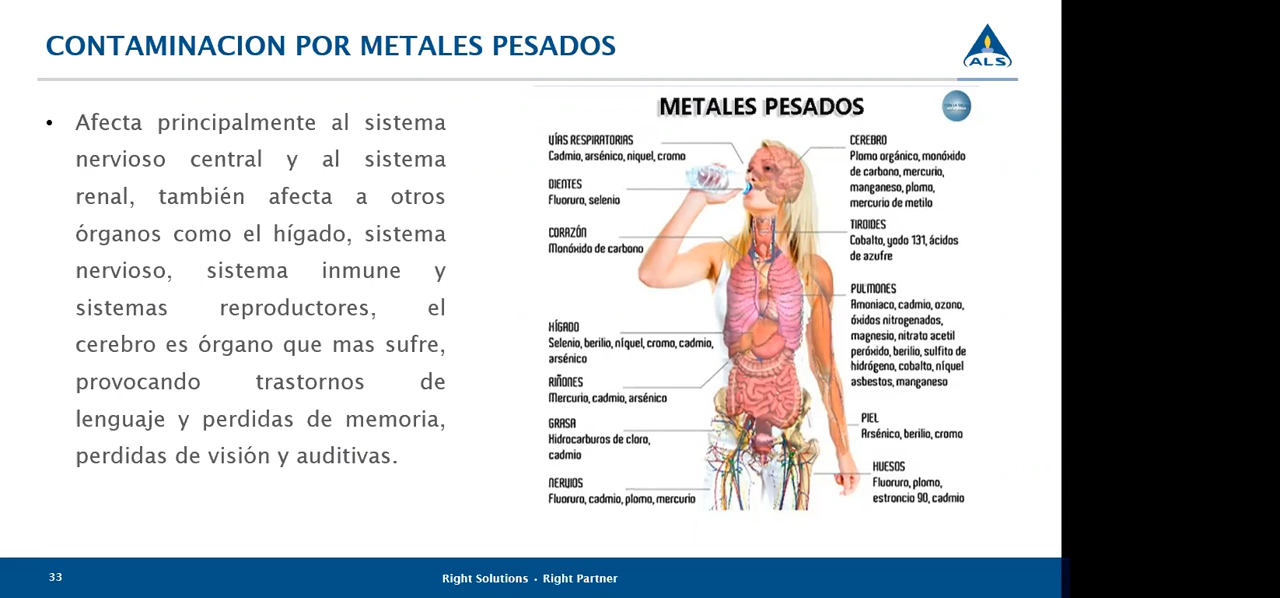 CONTAMINACION POR METALES PESADOS
ALS
• Afecta principalmente al sistema
nervioso central y al sistema
renal, también afecta a otros
órganos como el hígado, sistema
nervioso, sistema inmune y
sistemas reproductores, el
cerebro es órgano que mas sufre,
provocando trastornos de
lenguaje y perdidas de memoria,
perdidas de visión y auditivas.
METALES PESADOS
VÍAS RESPIRATORIAS
Cadmio, arsénico, niquel, cromo
DIENTES
Fluoruro, selenio
CORAZÓN
Monóxido de carbono
HÍGADO
Selenio, berilio, níquel, cromo, cadmio,
arsénico
RIÑONES
Mercurio, cadmio, arsénico
GRASA
Hidrocarburos de cloro,
cadmio
NERVIOS
Fluoruro, cadmio, plomo, mercurio
CEREBRO
Plomo orgánico, monóxido
de carbono, mercurio,
manganeso, plomo,
mercurio de metilo
TIROIDES
Cobalto, yodo 131, ácidos
de azufre
PULMONES
Amoniaco, cadmio, ozono,
óxidos nitrogenados,
magnesio, nitrato acetil
peróxido, berilio, sulfito de
hidrógeno, cobalto, níquel
asbestos, manganeso
PIEL
Arsénico, berilio, cromo
HUESOS
Fluoruro, plomo,
estroncio 90, cadmio
33
Right Solutions • Right Partner